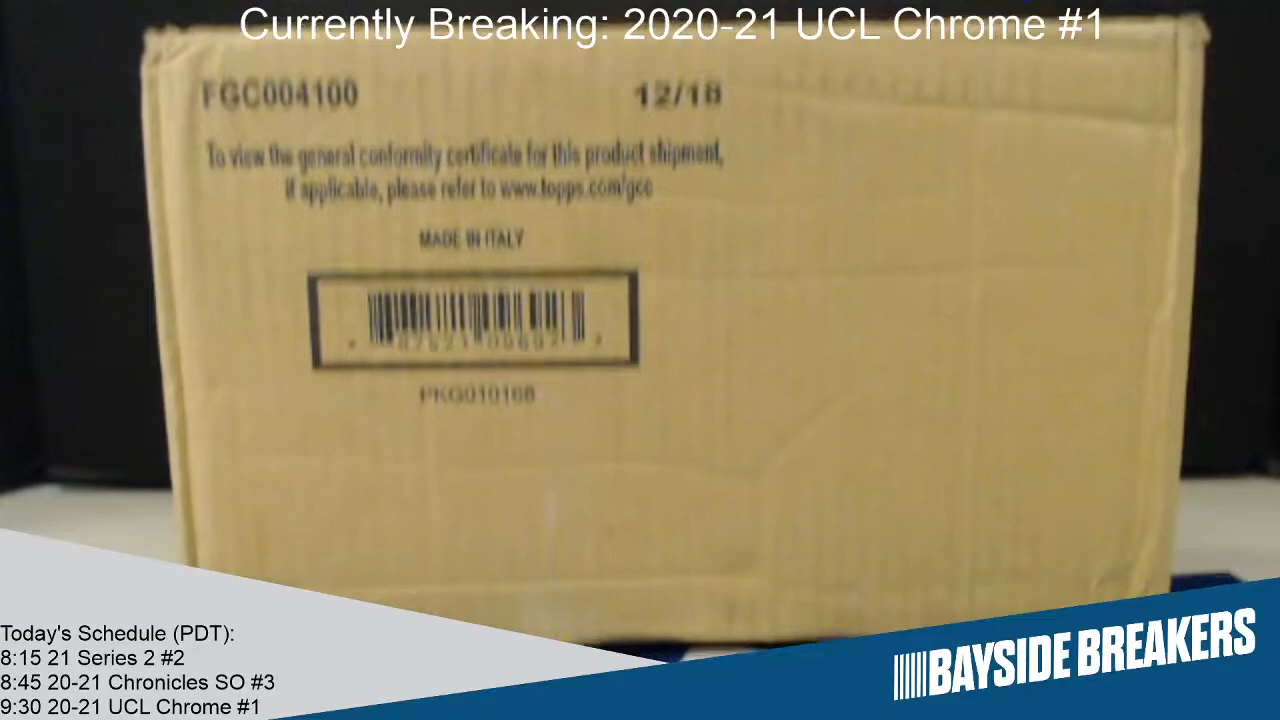 Currently Breaking: 2020-21 UCL Chrome #1
FGC004100 12/18
To view the general conformity certificate for this product shipment,
if applicable, please refer to www.topps.com/gcc
MADE IN ITALY
PKG010168
Today's Schedule (PDT):
8:15 21 Series 2 #2
8:45 20-21 Chronicles SO #3
9:30 20-21 UCL Chrome #1
BAYSIDE BREAKERS